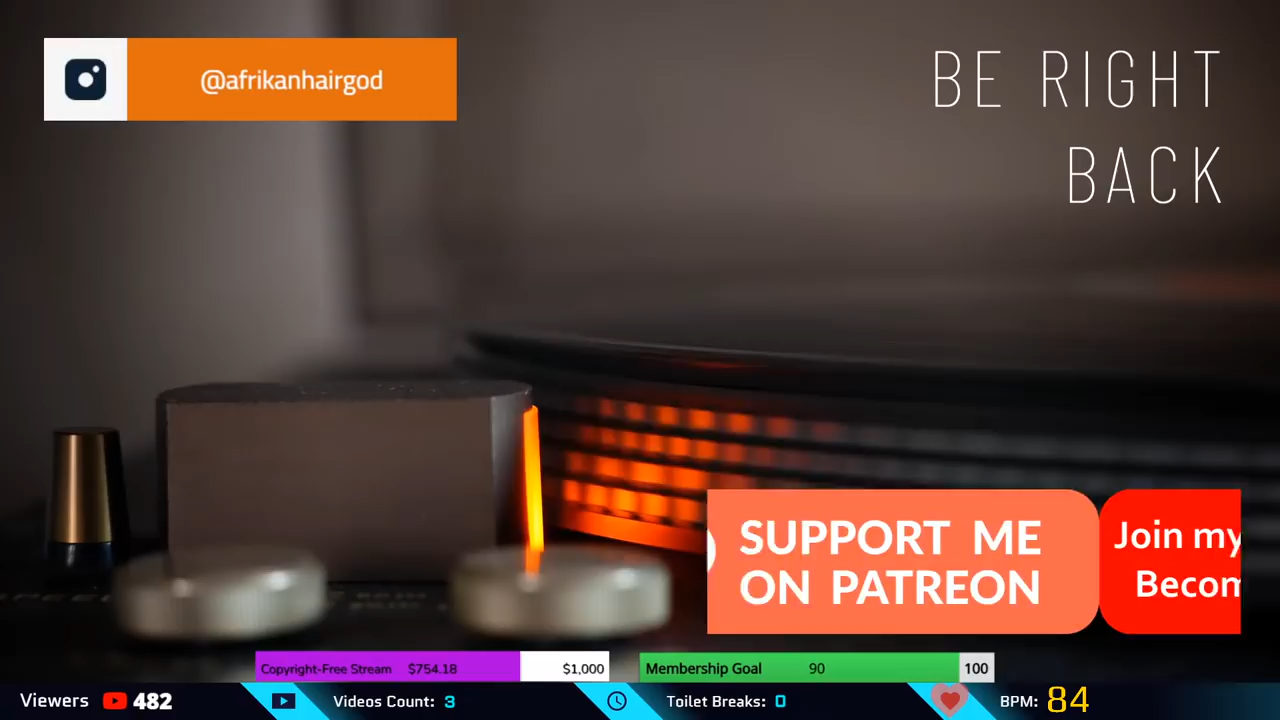 @afrikanhairgod
BE RIGHT
BACK
SUPPORT ME
ON PATREON
Join my
Becom
Copyright-Free Stream $754.18 $1,000
Membership Goal 90 100
Viewers 482 Videos Count: 3 Toilet Breaks: 0 BPM: 84